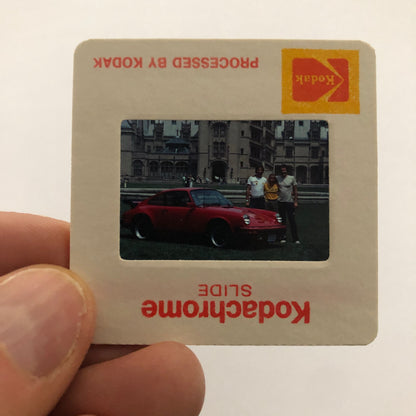 Kodachrome
SLIDE
PROCESSED BY KODAK
Kodak